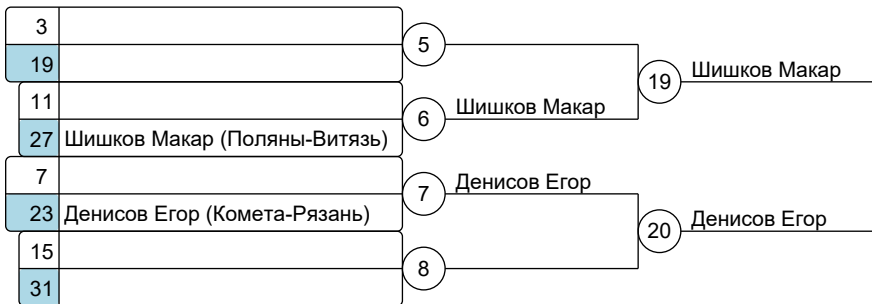 3
5
19
19 Шишков Макар
11
6 Шишков Макар
27 Шишков Макар (Поляны-Витязь)
7
7 Денисов Егор
23 Денисов Егор (Комета-Рязань)
20 Денисов Егор
15
8
31